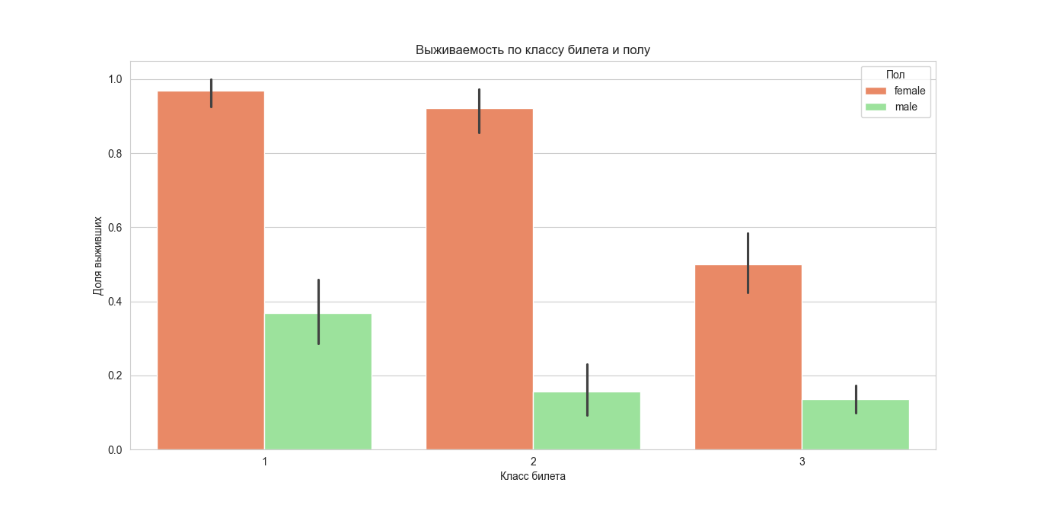 Выживаемость по классу билета и полу
Пол
female
male
Доля выживших
1.0
0.8
0.6
0.4
0.2
0.0
1
2
3
Класс билета